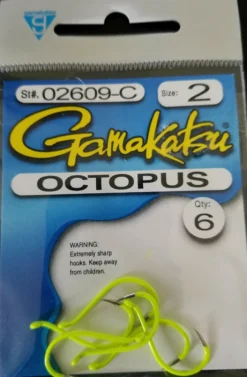 St#. 02609-C
Size: 2
Gamakatsu
OCTOPUS
Qty:
6
WARNING:
Extremely sharp
hooks. Keep away
from children.